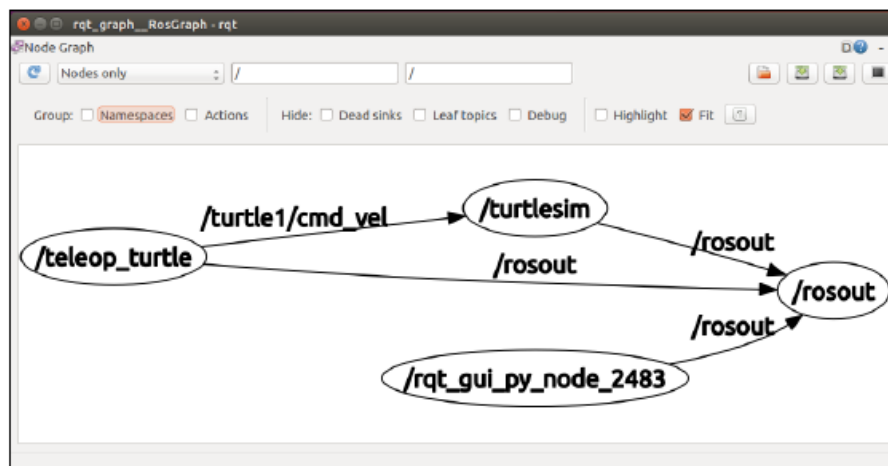 rqt_graph__RosGraph - rqt
Node Graph
D
-
Nodes only
/
/
Group:
Namespaces
Actions
Hide:
Dead sinks
Leaf topics
Debug
Highlight
Fit
/turtle1/cmd_vel
/turtlesim
/teleop_turtle
/rosout
/rosout
/rosout
/rosout
/rqt_gui_py_node_2483